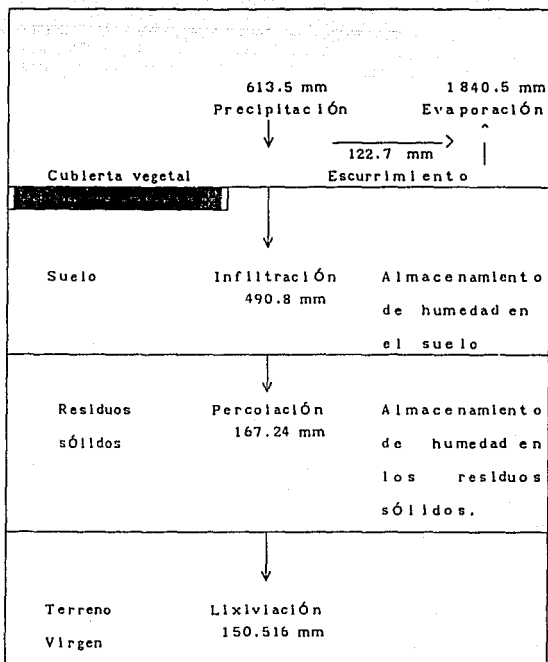 613.5 mm 1840.5 mm
Precipitación Evaporación
122.7 mm
Cubierta vegetal Escurrimiento
Suelo Infiltración Almacenamiento
490.8 mm
de humedad en
el suelo
Residuos Percolación Almacenamiento
sólidos 167.24 mm
de humedad en
los residuos
sólidos.
Terreno Lixiviación
Virgen 150.516 mm